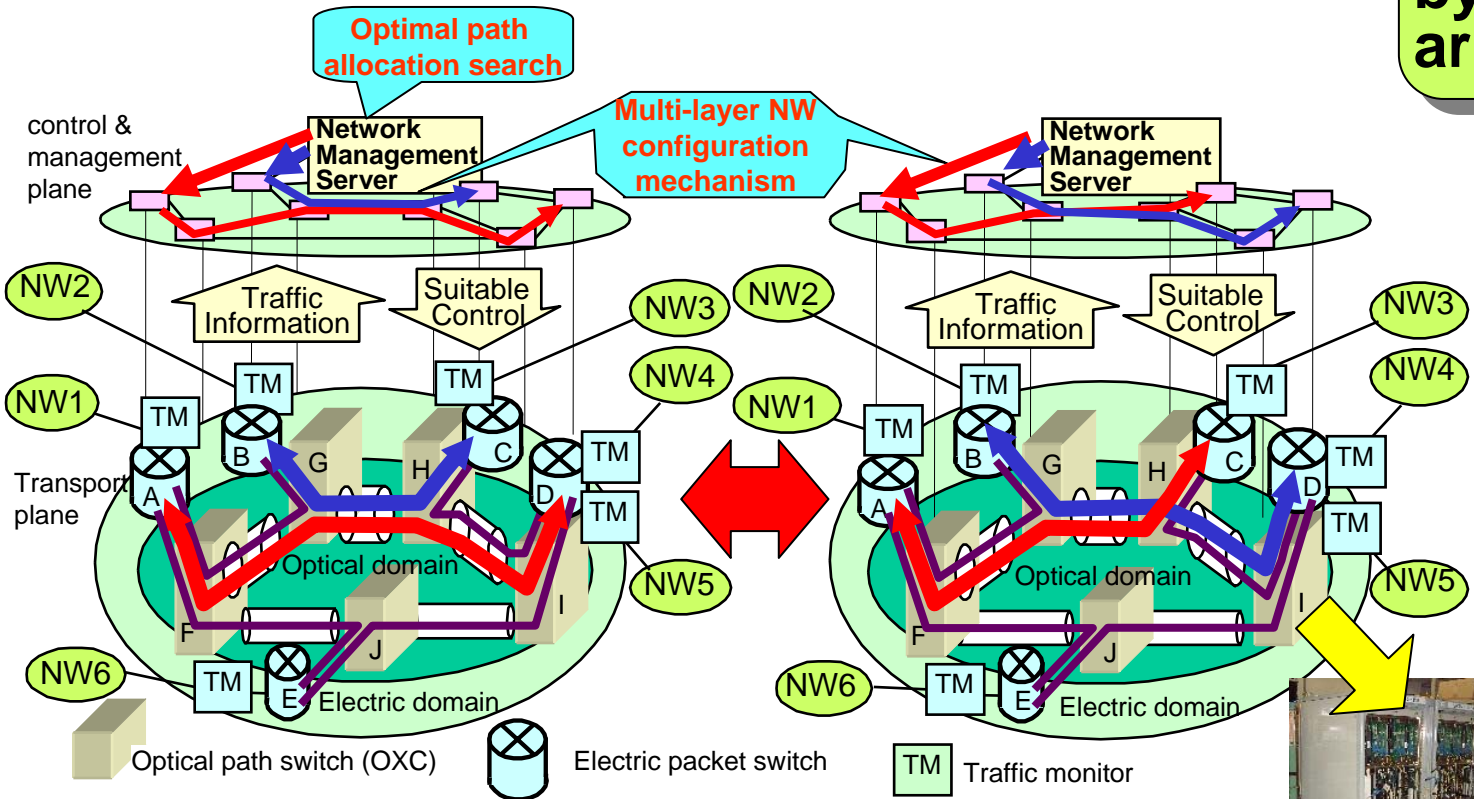 by
ar
Optimal path
allocation search
control &
management
plane
Network
Management
Server
Multi-layer NW
configuration
mechanism
Network
Management
Server
NW2
Traffic
Information
Suitable
Control
NW3
NW2
Traffic
Information
Suitable
Control
NW3
NW1
TM
TM
TM
NW4
NW1
TM
TM
TM
NW4
B
G
H
C
TM
B
G
H
C
TM
Transport
plane
A
D
TM
A
D
TM
Optical domain
NW5
Optical domain
NW5
F
I
F
I
J
J
NW6
TM
E
Electric domain
NW6
TM
E
Electric domain
Optical path switch (OXC)
Electric packet switch
TM
Traffic monitor